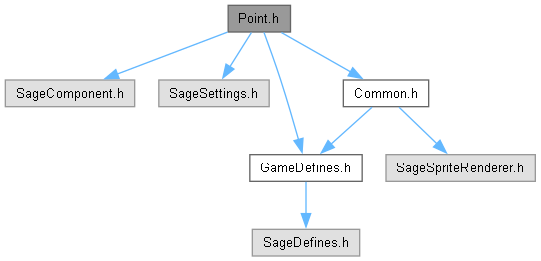 Point.h
SageComponent.h
SageSettings.h
Common.h
GameDefines.h
SageSpriteRenderer.h
SageDefines.h